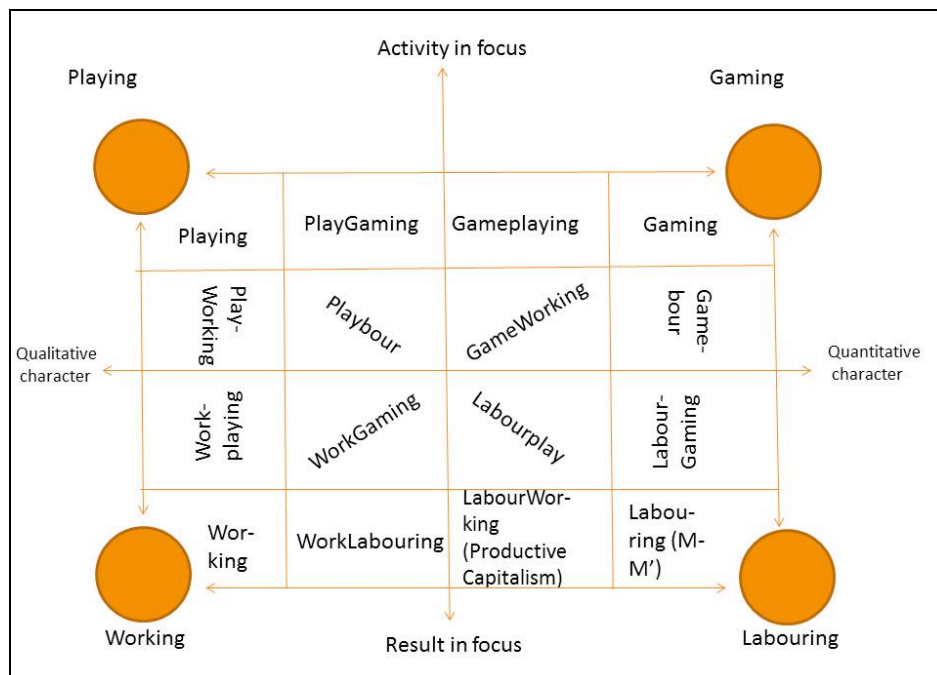 Activity in focus
Playing
Gaming
Playing
PlayGaming
Gameplaying
Gaming
Play-
Working
Playbour
GameWorking
Game-
bour
Qualitative
character
Quantitative
character
Work-
playing
WorkGaming
Labourplay
Labour-
Gaming
Wor-
king
WorkLabouring
LabourWor-
king
(Productive
Capitalism)
Labou-
ring (M-
M’)
Working
Result in focus
Labouring